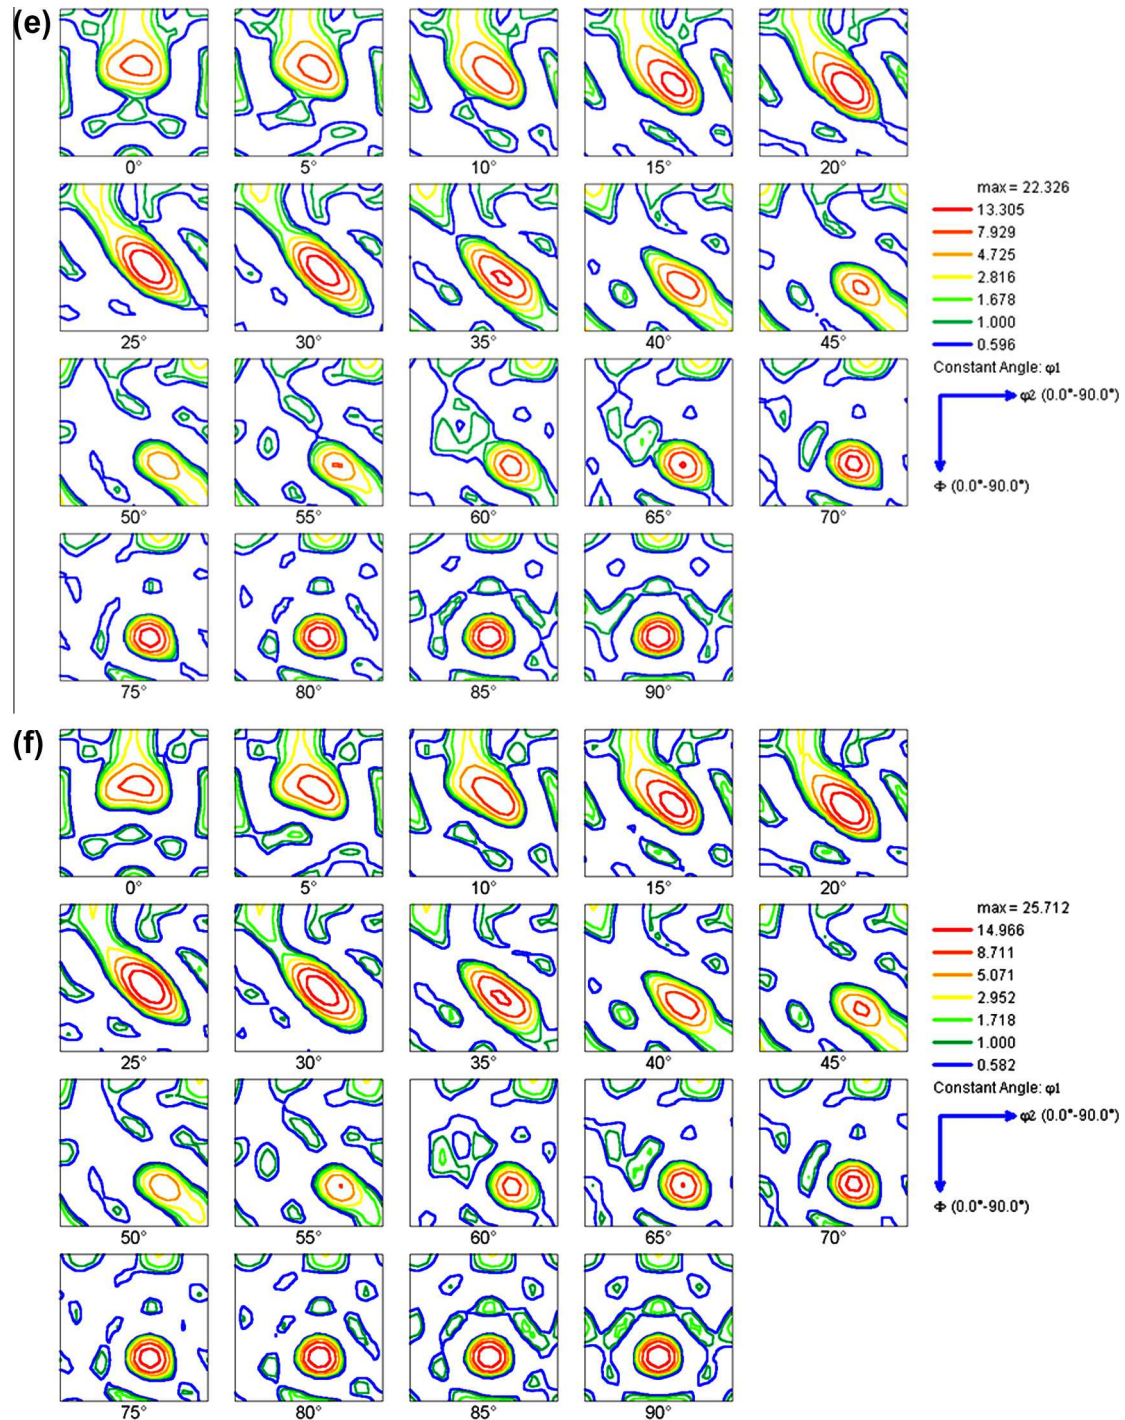 (e)
0° 5° 10° 15° 20°
max = 22.326
13.305
7.929
4.725
2.816
1.678
1.000
0.596
25° 30° 35° 40° 45°
Constant Angle: φ1
φ2 (0.0°-90.0°)
Φ (0.0°-90.0°)
50° 55° 60° 65° 70°
75° 80° 85° 90°
(f)
0° 5° 10° 15° 20°
max = 25.712
14.966
8.711
5.071
2.952
1.718
1.000
0.582
25° 30° 35° 40° 45°
Constant Angle: φ1
φ2 (0.0°-90.0°)
Φ (0.0°-90.0°)
50° 55° 60° 65° 70°
75° 80° 85° 90°